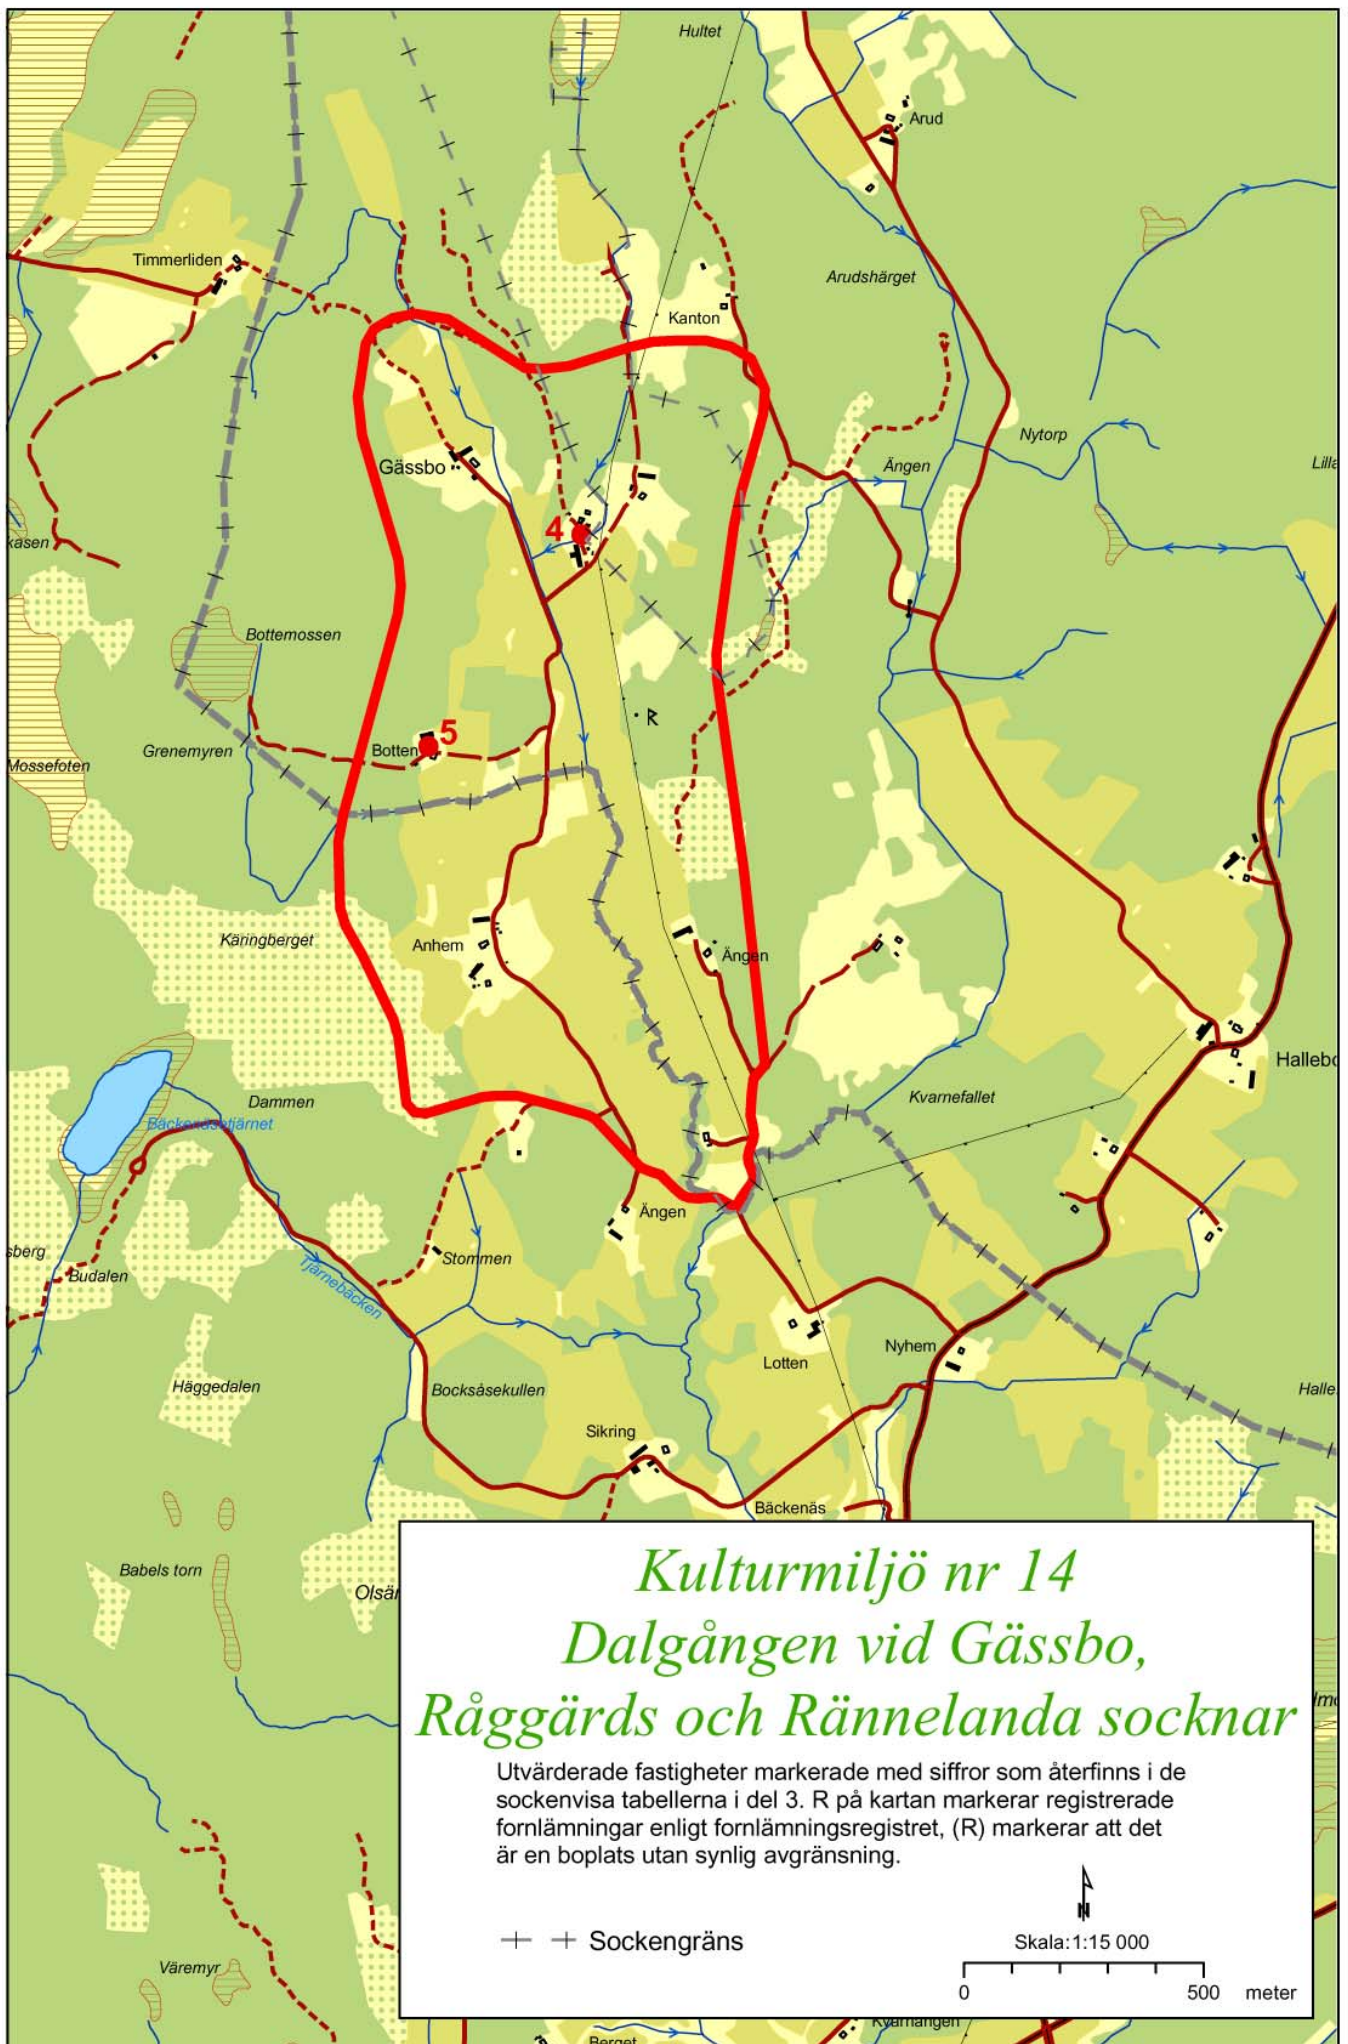 Hultet
Arud
Timmerliden
Arudshärget
Kanton
Nytorp
Ängen
Gässbo
4
Bottemossen
R
5
Grenemyren
Botten
Mossefoten
Käringberget
Anhem
Ängen
Hallebo
Dammen
Kvarnefallet
Bäckenäsetjärnet
Ängen
Stommen
Budalen
Tjärnebäcken
Lotten
Nyhem
Häggedalen
Bocksåsekullen
Sikring
Bäckenäs
Babels torn
Kulturmiljö nr 14
Dalgången vid Gässbo,
Råggärds och Rännelanda socknar
Utvärderade fastigheter markerade med siffror som återfinns i de
sockenvisa tabellerna i del 3. R på kartan markerar registrerade
fornlämningar enligt fornlämningsregistret, (R) markerar att det
är en boplats utan synlig avgränsning.
N
Sockengräns
Skala:1:15 000
0 500 meter
Väremyr
Berget